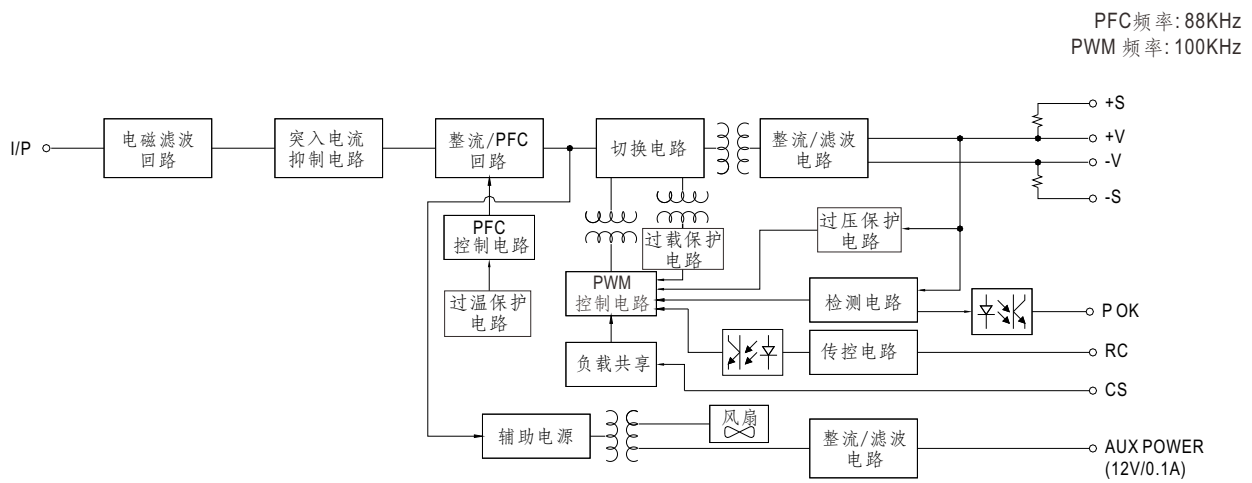 PFC频率: 88KHz
PWM 频率: 100KHz
I/P
电磁滤波
回路
突入电流
抑制电路
整流/PFC
回路
切换电路
整流/滤波
电路
+S
+V
-V
-S
PFC
控制电路
过载保护
电路
过压保护
电路
过温保护
电路
PWM
控制电路
检测电路
P OK
负载共享
传控电路
RC
CS
辅助电源
风扇
整流/滤波
电路
AUX POWER
(12V/0.1A)